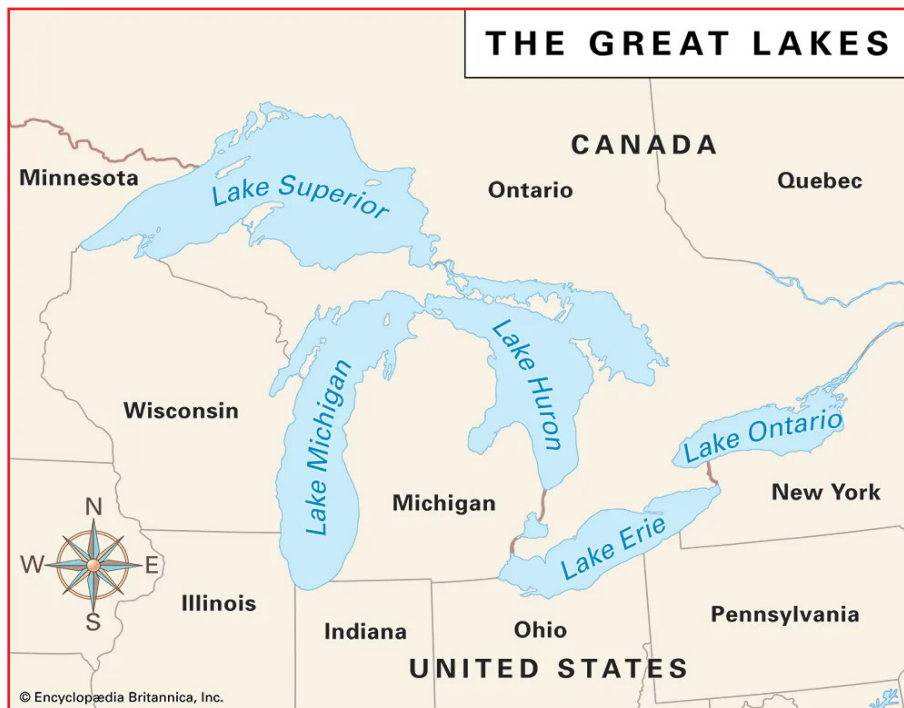 THE GREAT LAKES
CANADA
Minnesota
Lake Superior
Ontario
Quebec
Lake Huron
Lake Michigan
Wisconsin
Lake Ontario
Michigan
New York
N
W
E
S
Lake Erie
Illinois
Pennsylvania
Indiana
Ohio
UNITED STATES
© Encyclopædia Britannica, Inc.